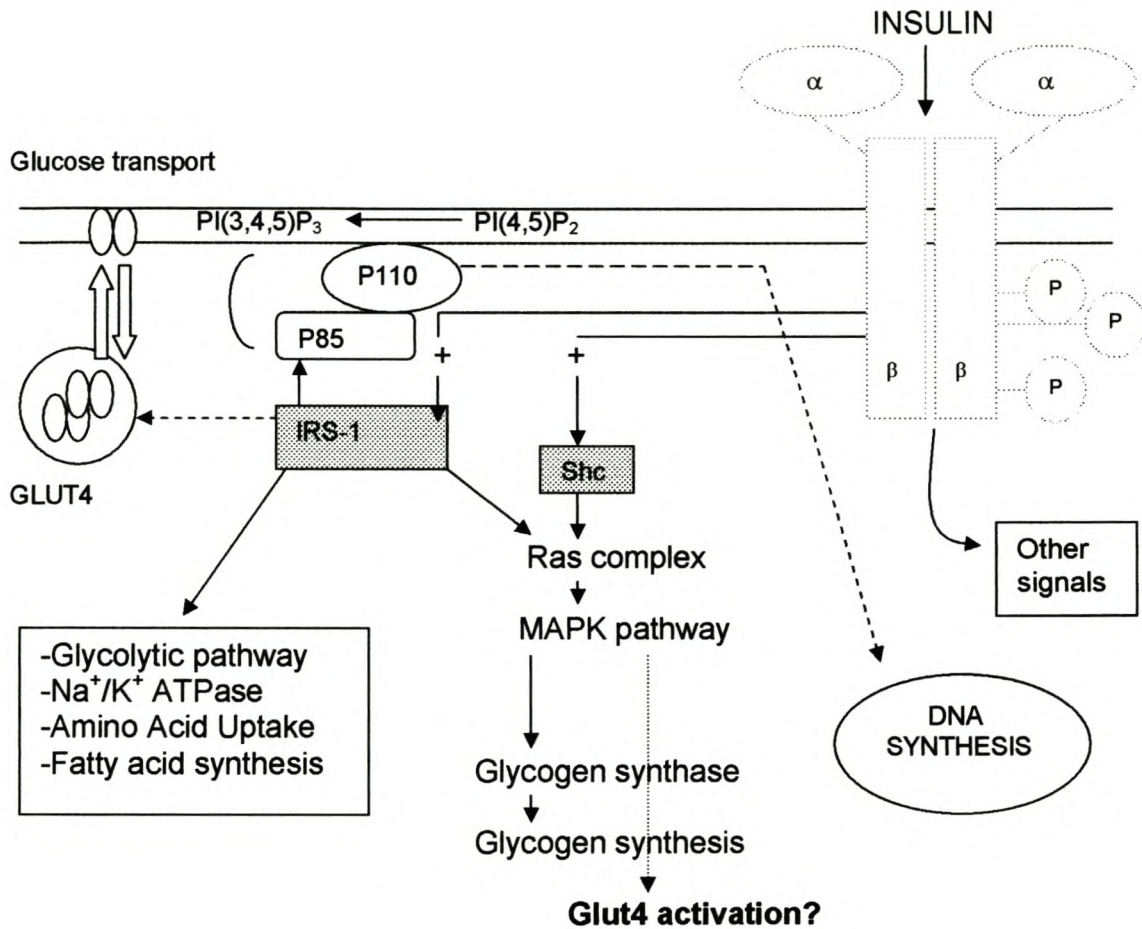 INSULIN
α
α
Glucose transport
PI(3,4,5)P₃
PI(4,5)P₂
P110
P
P
P85
+
+
β
β
P
IRS-1
Shc
GLUT4
Ras complex
Other
signals
MAPK pathway
-Glycolytic pathway
-Na⁺/K⁺ ATPase
-Amino Acid Uptake
-Fatty acid synthesis
DNA
SYNTHESIS
Glycogen synthase
Glycogen synthesis
Glut4 activation?